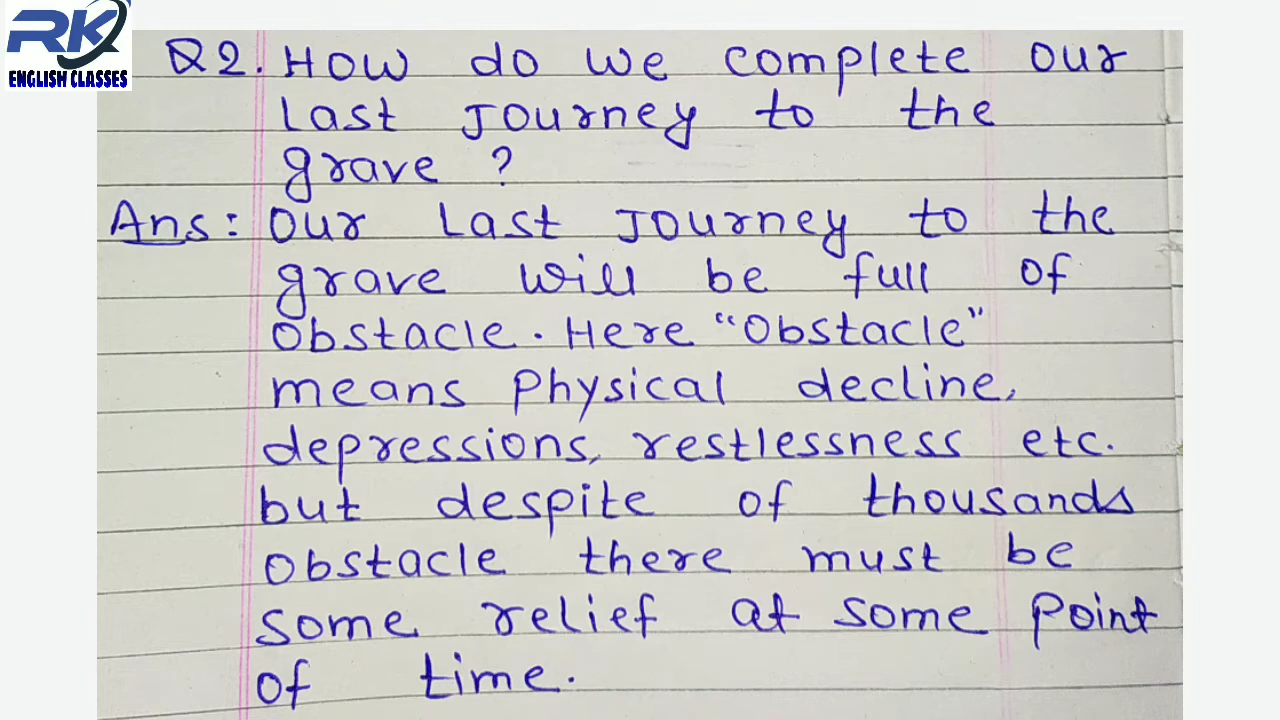 RK
ENGLISH CLASSES
Q2. How do we complete our
last Journey to the
grave ?
Ans: Our last Journey to the
grave will be full of
obstacle. Here "obstacle"
means physical decline,
depressions, restlessness etc.
but despite of thousands
obstacle there must be
some relief at some point
of time.